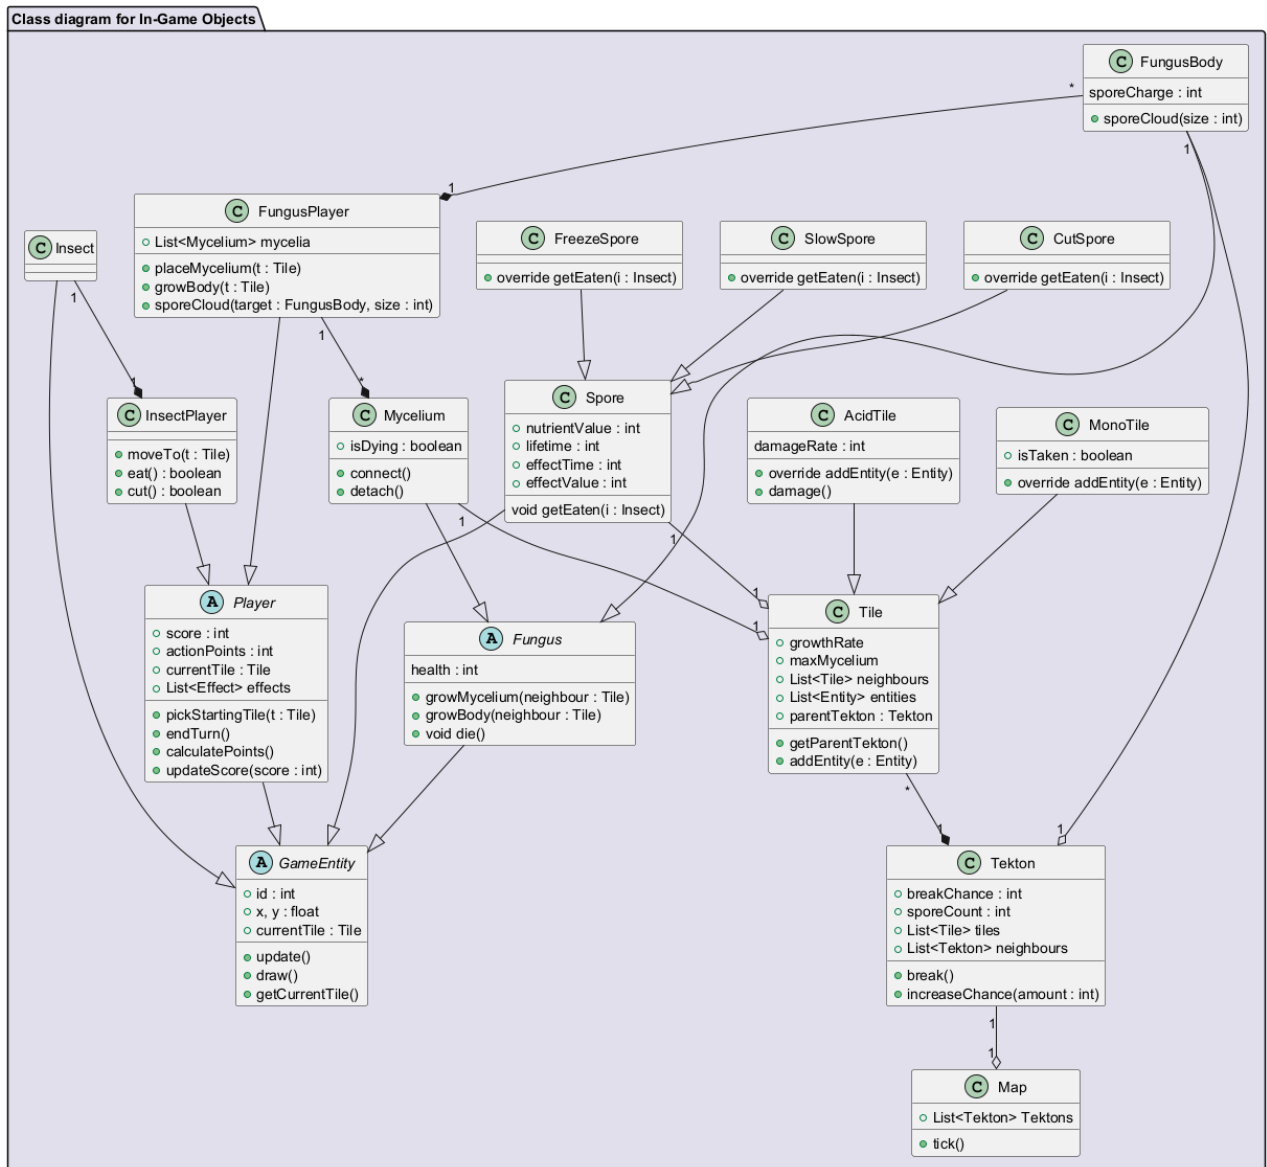 Class diagram for In-Game Objects
C FungusBody
sporeCharge : int
sporeCloud(size : int)
*
1
1
C FungusPlayer
List<Mycelium> mycelia
placeMycelium(t : Tile)
growBody(t : Tile)
sporeCloud(target : FungusBody, size : int)
C Insect
C FreezeSpore
override getEaten(i : Insect)
C SlowSpore
override getEaten(i : Insect)
C CutSpore
override getEaten(i : Insect)
1
1
1
*
C InsectPlayer
moveTo(t : Tile)
eat() : boolean
cut() : boolean
C Mycelium
isDying : boolean
connect()
detach()
C Spore
nutrientValue : int
lifetime : int
effectTime : int
effectValue : int
void getEaten(i : Insect)
C AcidTile
damageRate : int
override addEntity(e : Entity)
damage()
C MonoTile
isTaken : boolean
override addEntity(e : Entity)
1
1
1
1
A Player
score : int
actionPoints : int
currentTile : Tile
List<Effect> effects
pickStartingTile(t : Tile)
endTurn()
calculatePoints()
updateScore(score : int)
A Fungus
health : int
growMycelium(neighbour : Tile)
growBody(neighbour : Tile)
void die()
C Tile
growthRate
maxMycelium
List<Tile> neighbours
List<Entity> entities
parentTekton : Tekton
getParentTekton()
addEntity(e : Entity)
*
1
1
A GameEntity
id : int
x, y : float
currentTile : Tile
update()
draw()
getCurrentTile()
C Tekton
breakChance : int
sporeCount : int
List<Tile> tiles
List<Tekton> neighbours
break()
increaseChance(amount : int)
1
1
C Map
List<Tekton> Tektons
tick()